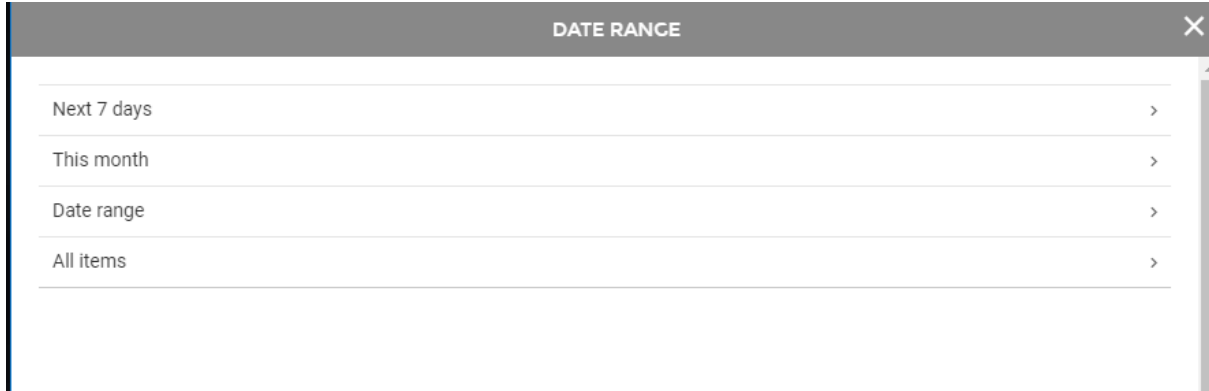 DATE RANGE
Next 7 days
This month
Date range
All items